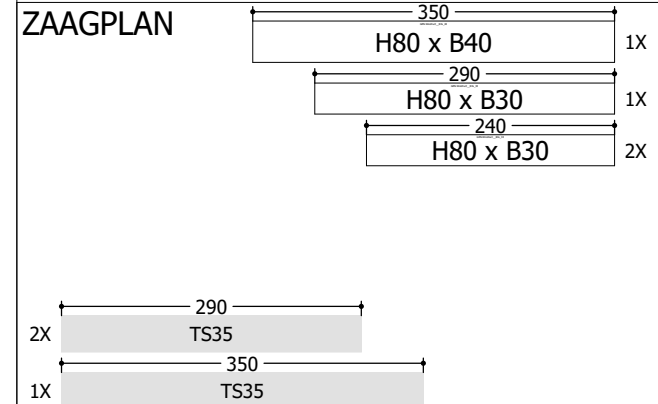 ZAAGPLAN
350
H80 x B40 1X
290
H80 x B30 1X
240
H80 x B30 2X
290
2X TS35
350
1X TS35